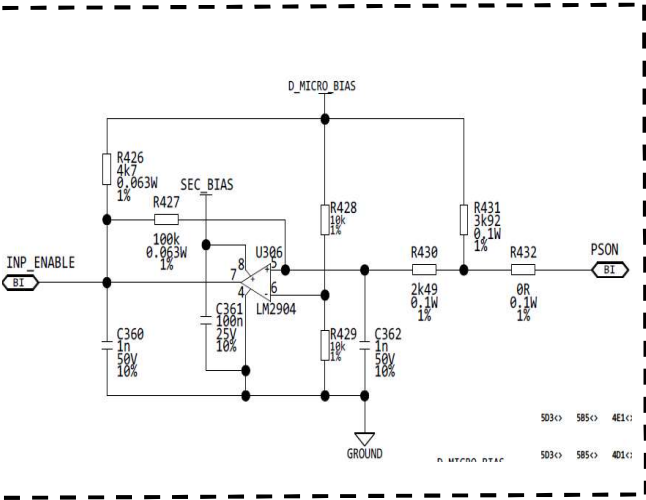 D_MICRO_BIAS
R426
4k7
0.063W
1%
SEC_BIAS
R427
100k
0.063W
1%
R428
10k
1%
R431
3k92
0.1W
1%
INP_ENABLE
BI
U306
8
7
4
5
6
+
-
LM2904
R430
2k49
0.1W
1%
R432
0R
0.1W
1%
PSON
BI
C360
1n
50V
10%
C361
100n
25V
10%
R429
10k
1%
C362
1n
50V
10%
GROUND
5D3<> 5B5<> 4E1<>
5D3<> 5B5<> 4D1<>
D_MICRO_BIAS